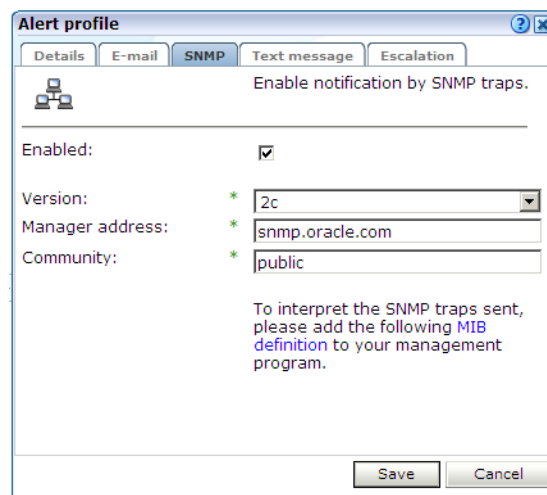 Alert profile
Details E-mail SNMP Text message Escalation
Enable notification by SNMP traps.
Enabled:
Version: * 2c
Manager address: * snmp.oracle.com
Community: * public
To interpret the SNMP traps sent,
please add the following MIB
definition to your management
program.
Save Cancel